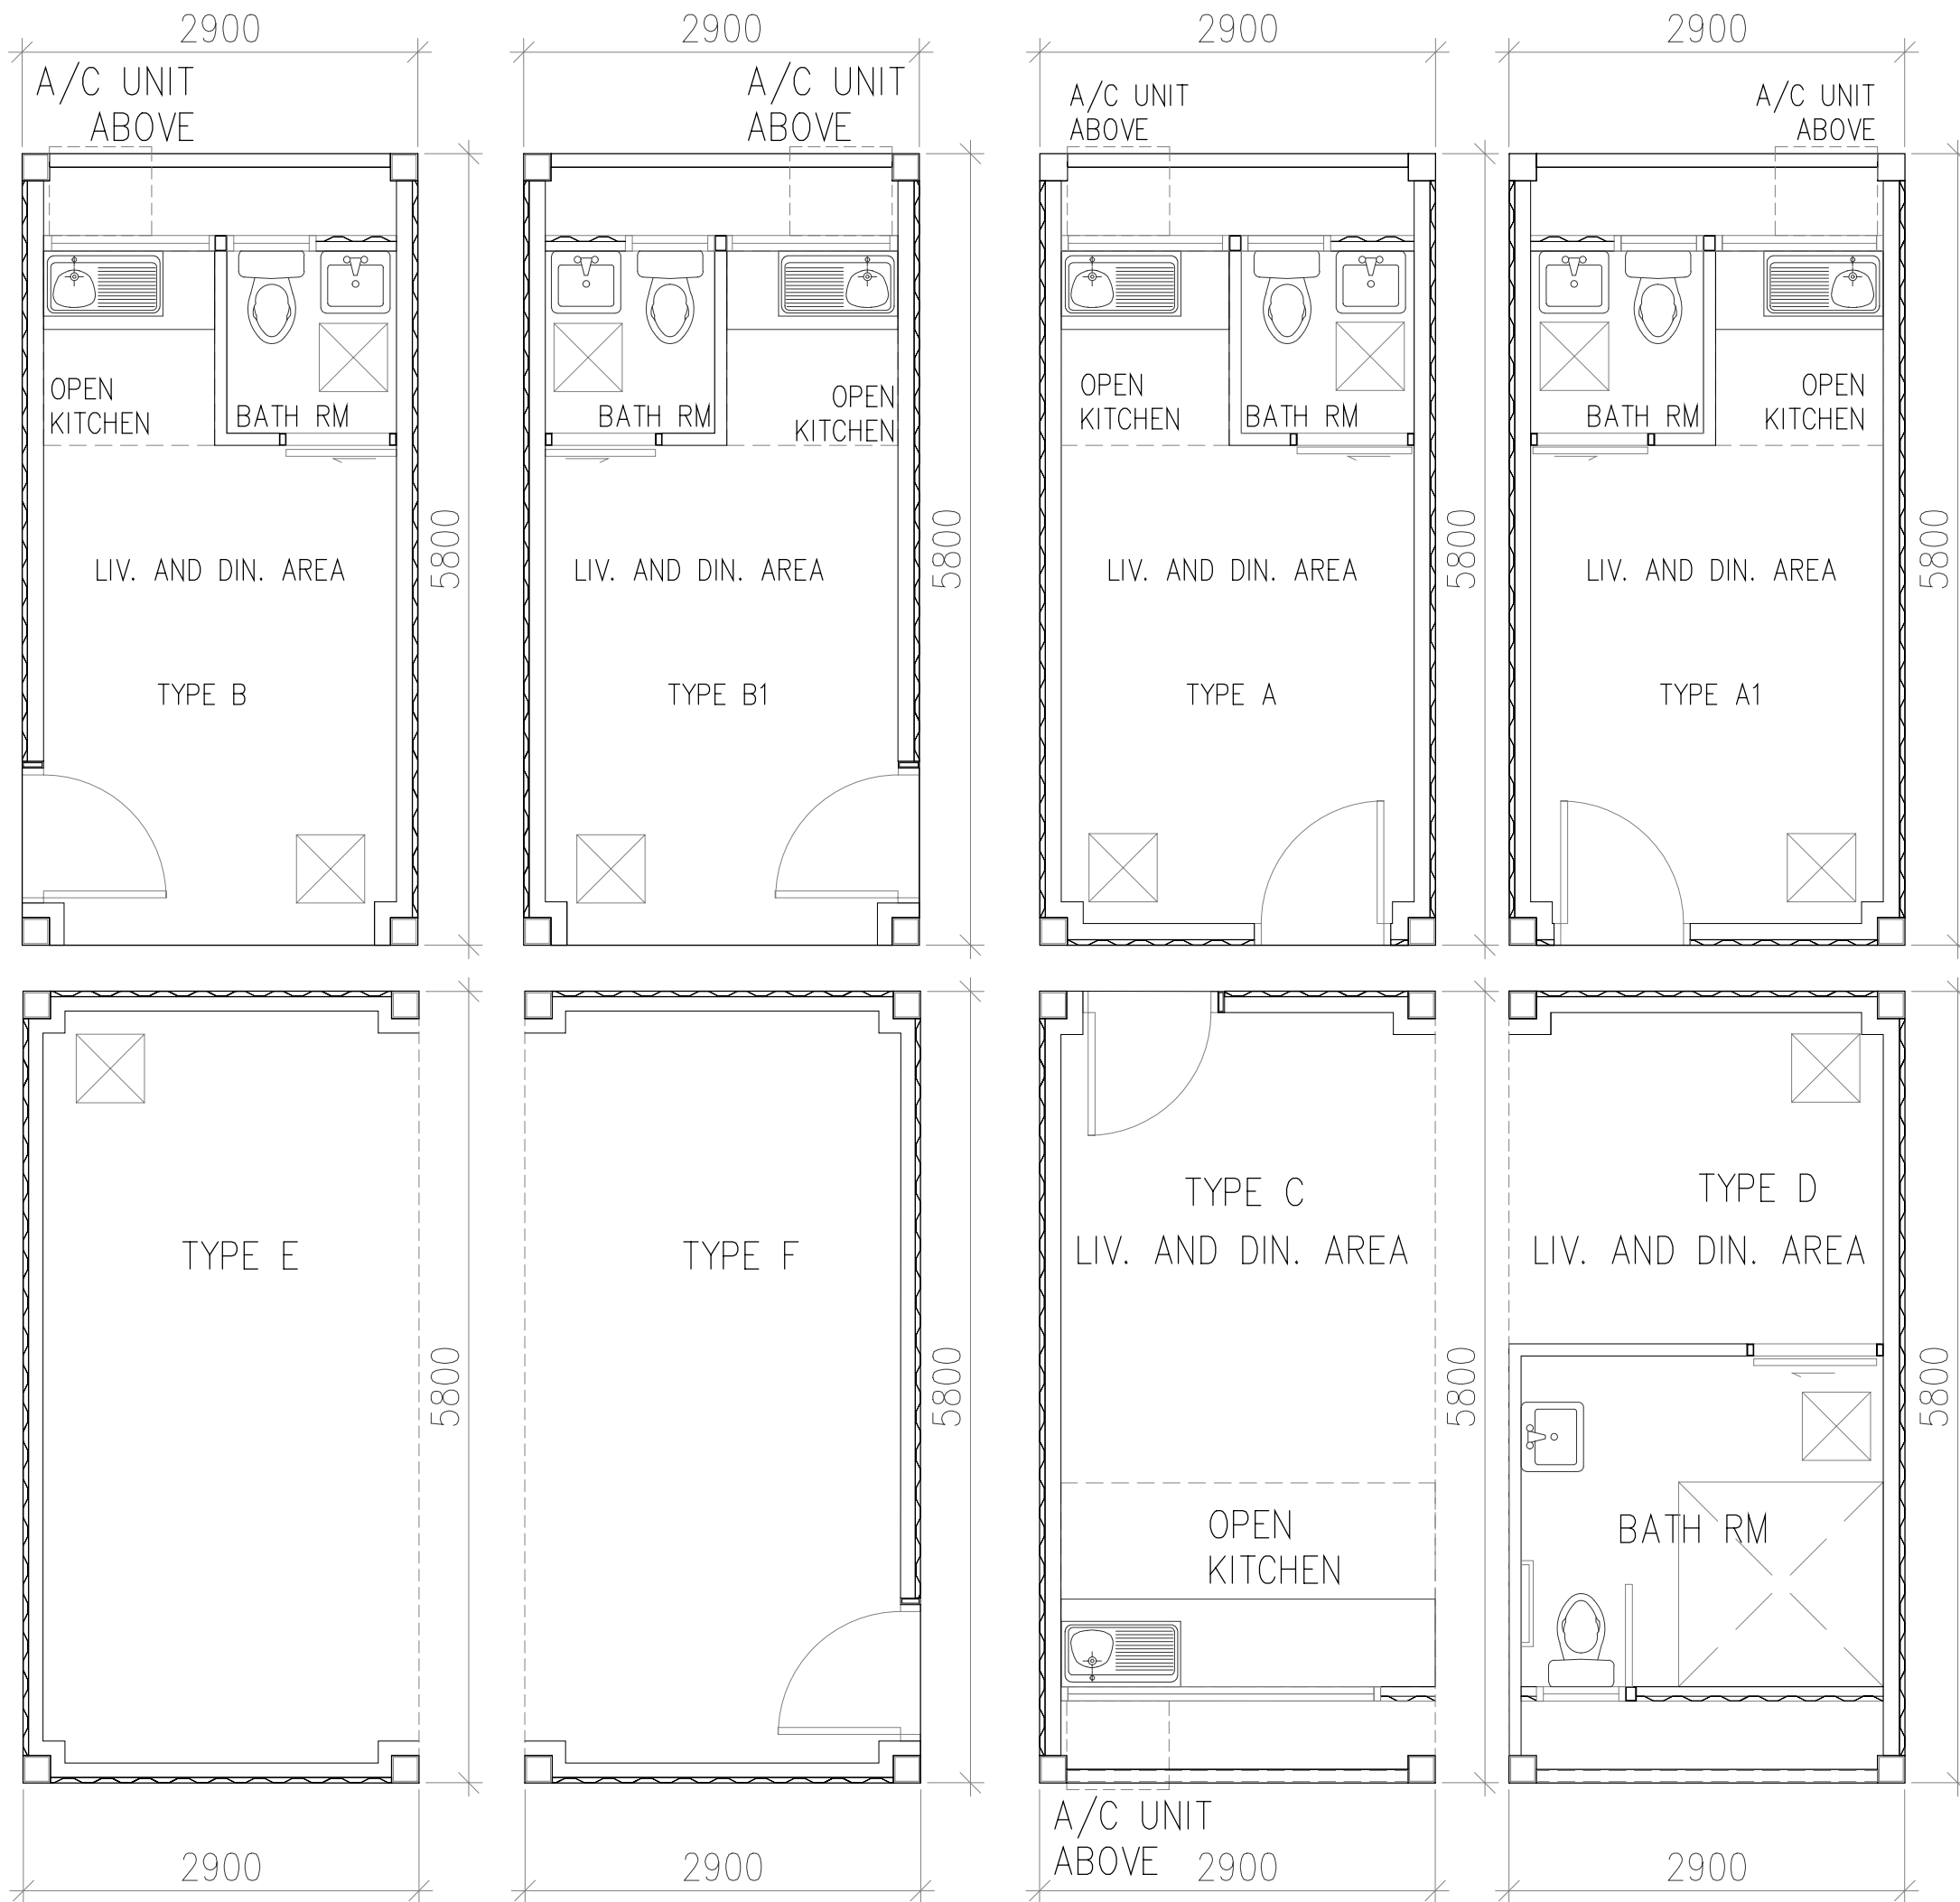 2900
2900
2900
2900
A/C UNIT
ABOVE
A/C UNIT
ABOVE
A/C UNIT
ABOVE
A/C UNIT
ABOVE
OPEN
KITCHEN
BATH RM
BATH RM
OPEN
KITCHEN
OPEN
KITCHEN
BATH RM
BATH RM
OPEN
KITCHEN
5800
5800
5800
5800
LIV. AND DIN. AREA
LIV. AND DIN. AREA
LIV. AND DIN. AREA
LIV. AND DIN. AREA
TYPE B
TYPE B1
TYPE A
TYPE A1
TYPE E
TYPE F
TYPE C
LIV. AND DIN. AREA
TYPE D
LIV. AND DIN. AREA
5800
5800
5800
5800
OPEN
KITCHEN
BATH RM
A/C UNIT
ABOVE
2900
2900
2900
2900